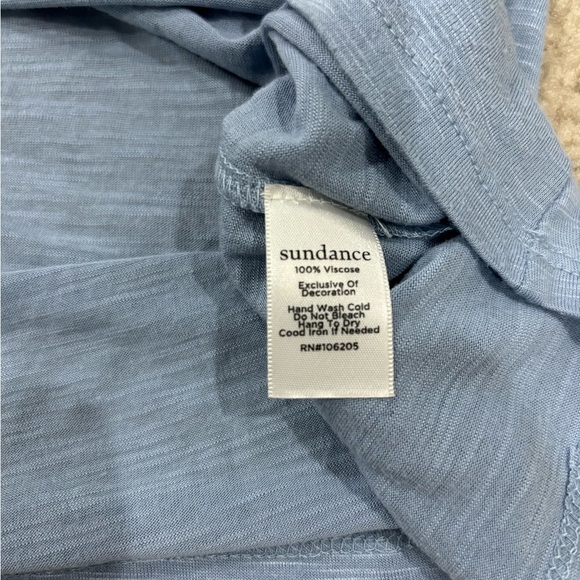 sundance
100% Viscose
Exclusive Of
Decoration
Hand Wash Cold
Do Not Bleach
Hang To Dry
Cool Iron If Needed
RN#106205